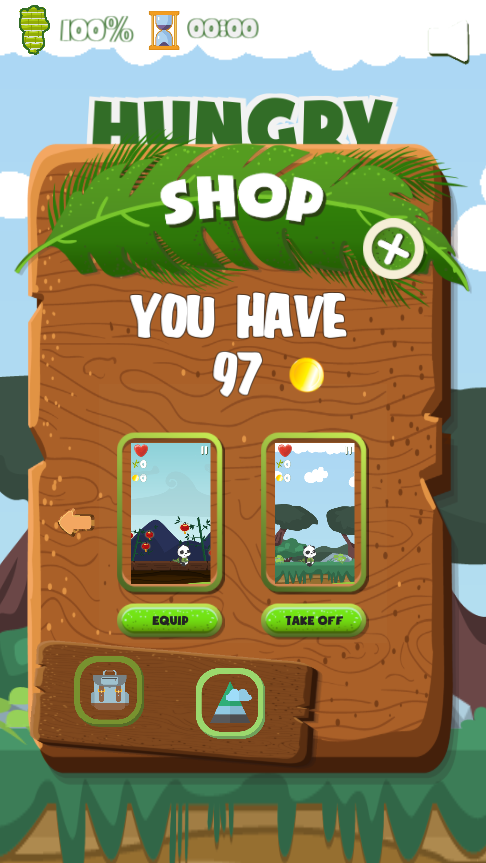 100% 00:00
HUNGRY
SHOP
YOU HAVE
97
EQUIP
TAKE OFF